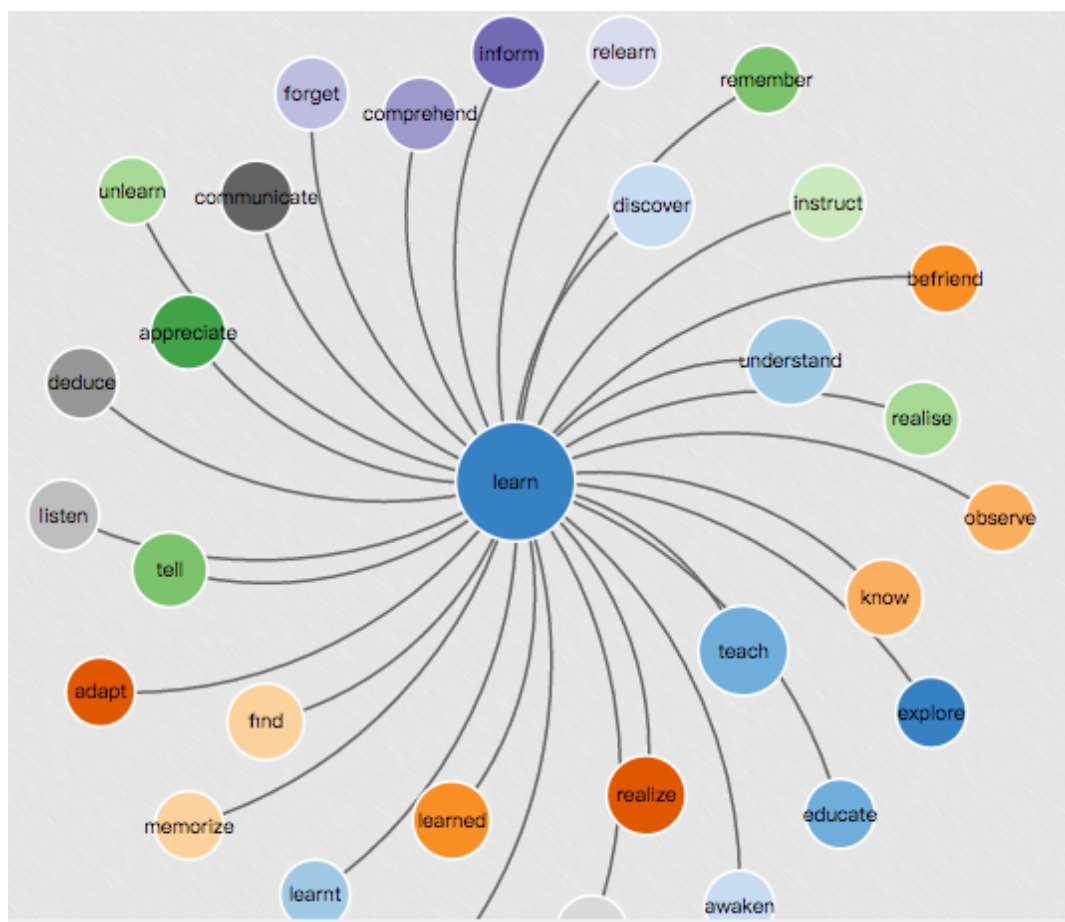 inform
relearn
remember
forget
comprehend
unlearn
communicate
discover
instruct
befriend
appreciate
understand
deduce
realise
learn
listen
observe
tell
know
teach
adapt
find
explore
realize
memorize
learned
educate
learnt
awaken